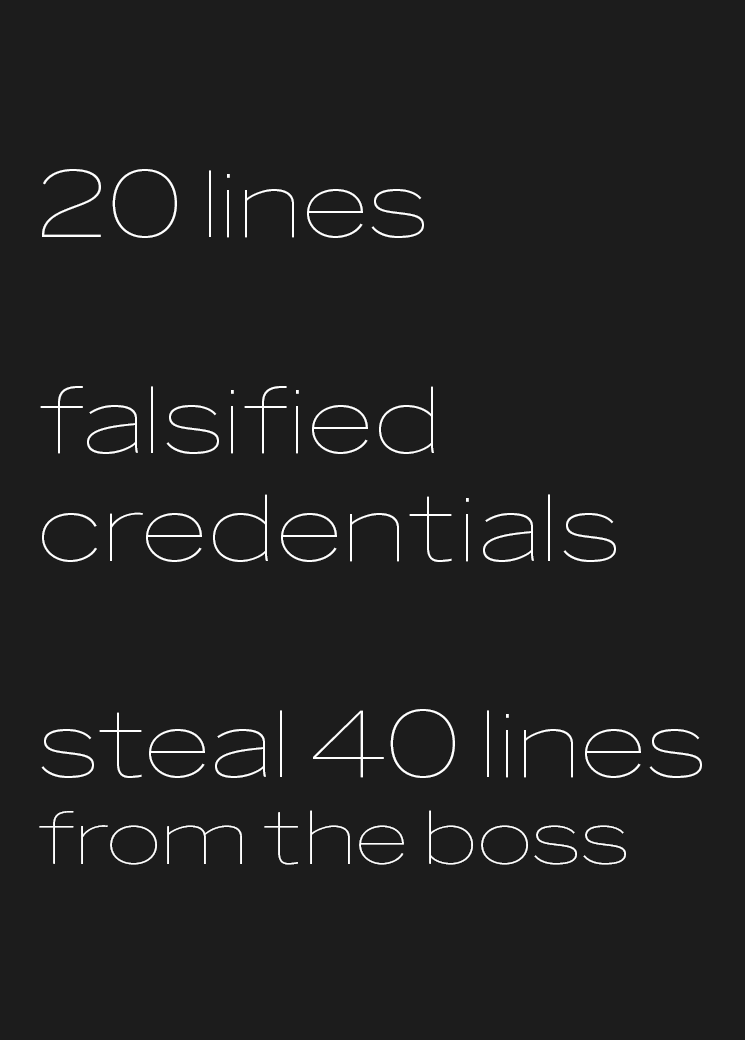 20 lines
falsified
credentials
steal 40 lines
from the boss